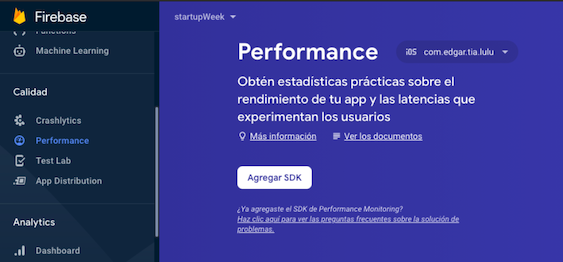 Firebase
Functions
Machine Learning
Calidad
Crashlytics
Performance
Test Lab
App Distribution
Analytics
Dashboard
startupWeek
Performance
iOS com.edgar.tia.lulu
Obtén estadísticas prácticas sobre el
rendimiento de tu app y las latencias que
experimentan los usuarios
Más información
Ver los documentos
Agregar SDK
¿Ya agregaste el SDK de Performance Monitoring?
Haz clic aquí para ver las preguntas frecuentes sobre la solución de
problemas.